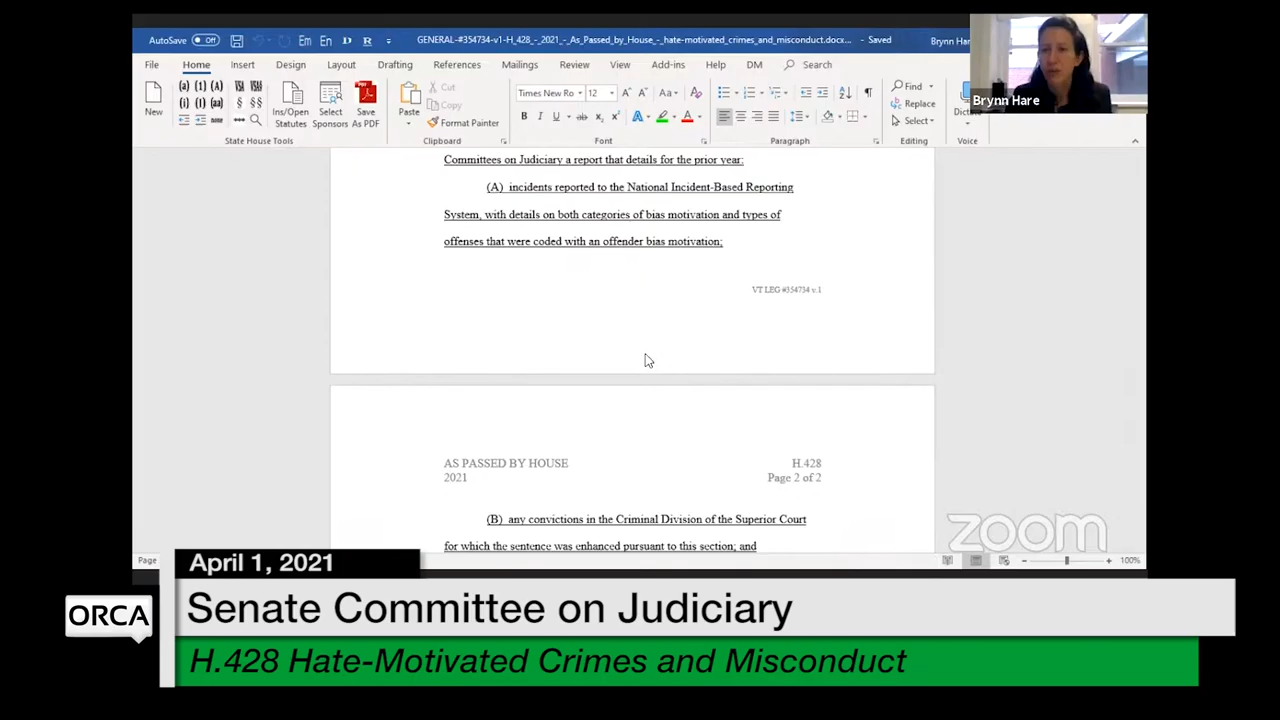 AutoSave Off
GENERAL-#354734-v1-H_428_-_2021_-_As_Passed_by_House_-_hate-motivated_crimes_and_misconduct.docx... - Saved
Brynn Har
File Home Insert Design Layout Drafting References Mailings Review View Add-ins Help DM Search
New
Ins/Open Statutes
Select Sponsors
Save As PDF
State House Tools
Paste
Cut
Copy
Format Painter
Clipboard
Times New Ro 12
Font
Paragraph
Find
Replace
Select
Editing
Voice
Brynn Hare
Committees on Judiciary a report that details for the prior year:
(A) incidents reported to the National Incident-Based Reporting
System, with details on both categories of bias motivation and types of
offenses that were coded with an offender bias motivation;
VT LEG #354734 v.1
AS PASSED BY HOUSE H.428
2021 Page 2 of 2
(B) any convictions in the Criminal Division of the Superior Court
for which the sentence was enhanced pursuant to this section; and
zoom
Page
100%
April 1, 2021
ORCA
Senate Committee on Judiciary
H.428 Hate-Motivated Crimes and Misconduct